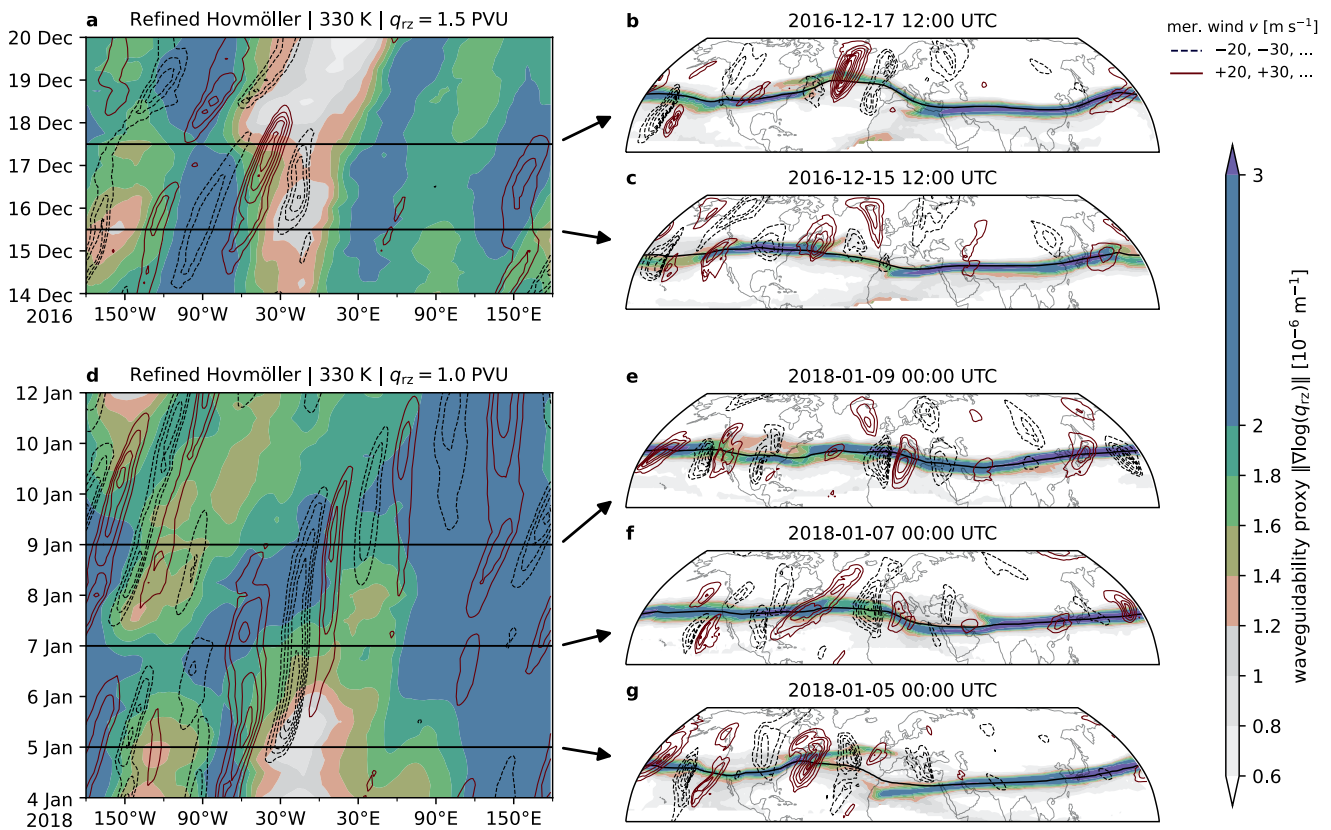 a Refined Hovmöller | 330 K | q_rz = 1.5 PVU
20 Dec
19 Dec
18 Dec
17 Dec
16 Dec
15 Dec
14 Dec
2016
150°W 90°W 30°W 30°E 90°E 150°E
b 2016-12-17 12:00 UTC
c 2016-12-15 12:00 UTC
mer. wind v [m s⁻¹]
−20, −30, ...
+20, +30, ...
d Refined Hovmöller | 330 K | q_rz = 1.0 PVU
12 Jan
11 Jan
10 Jan
9 Jan
8 Jan
7 Jan
6 Jan
5 Jan
4 Jan
2018
150°W 90°W 30°W 30°E 90°E 150°E
e 2018-01-09 00:00 UTC
f 2018-01-07 00:00 UTC
g 2018-01-05 00:00 UTC
3
2
1.8
1.6
1.4
1.2
1
0.8
0.6
waveguidability proxy ‖∇log(q_rz)‖ [10⁻⁶ m⁻¹]